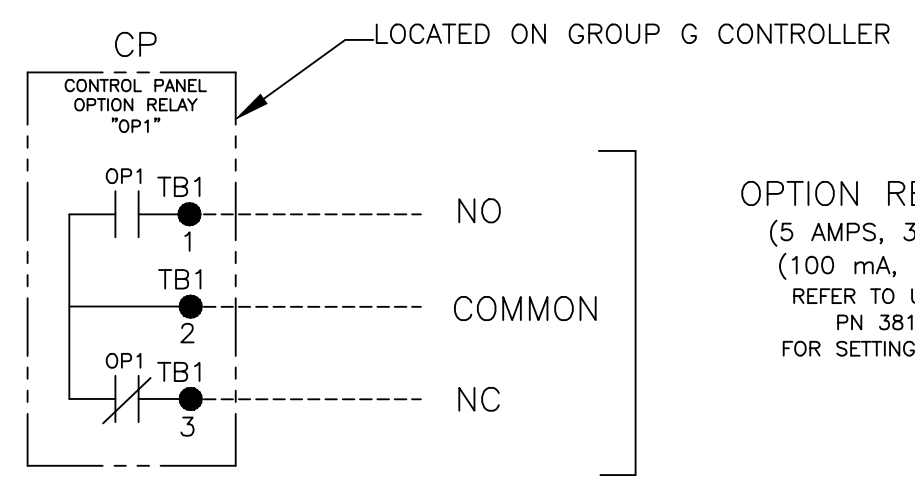 CP
LOCATED ON GROUP G CONTROLLER
CONTROL PANEL
OPTION RELAY
"OP1"
OP1 TB1
1
NO
TB1
2
COMMON
OP1 TB1
3
NC
OPTION
(5 AMPS,
(100 mA,
REFER TO
PN 381
FOR SETTING